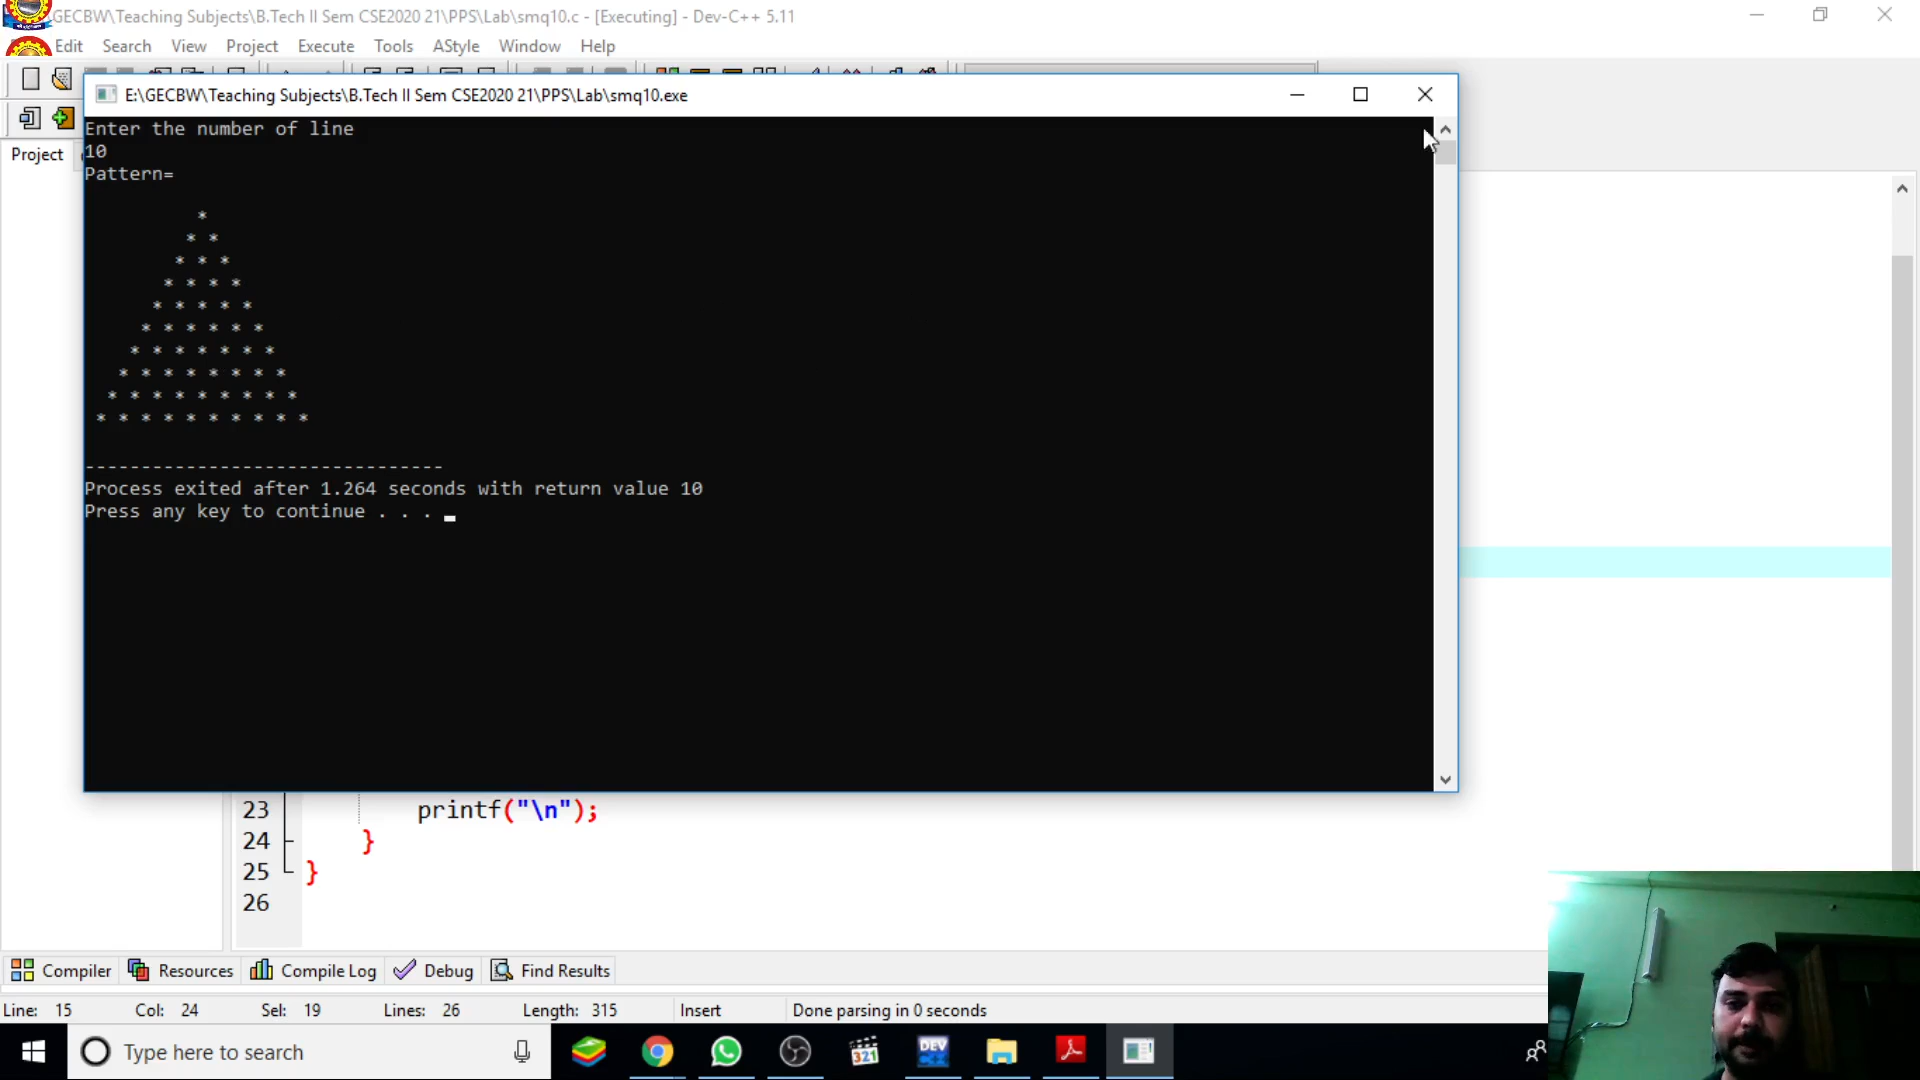 GECBW\Teaching Subjects\B.Tech II Sem CSE2020 21\PPS\Lab\smq10.c - [Executing] - Dev-C++ 5.11
Edit Search View Project Execute Tools AStyle Window Help
E:\GECBW\Teaching Subjects\B.Tech II Sem CSE2020 21\PPS\Lab\smq10.exe
Project
Enter the number of line
10
Pattern=
*
* *
* * *
* * * *
* * * * *
* * * * * *
* * * * * * *
* * * * * * * *
* * * * * * * * *
* * * * * * * * * *
--------------------------------
Process exited after 1.264 seconds with return value 10
Press any key to continue . . .
23 printf("\n");
24 }
25 }
26
Compiler Resources Compile Log Debug Find Results
Line: 15 Col: 24 Sel: 19 Lines: 26 Length: 315 Insert Done parsing in 0 seconds
Type here to search 321 DEV C++